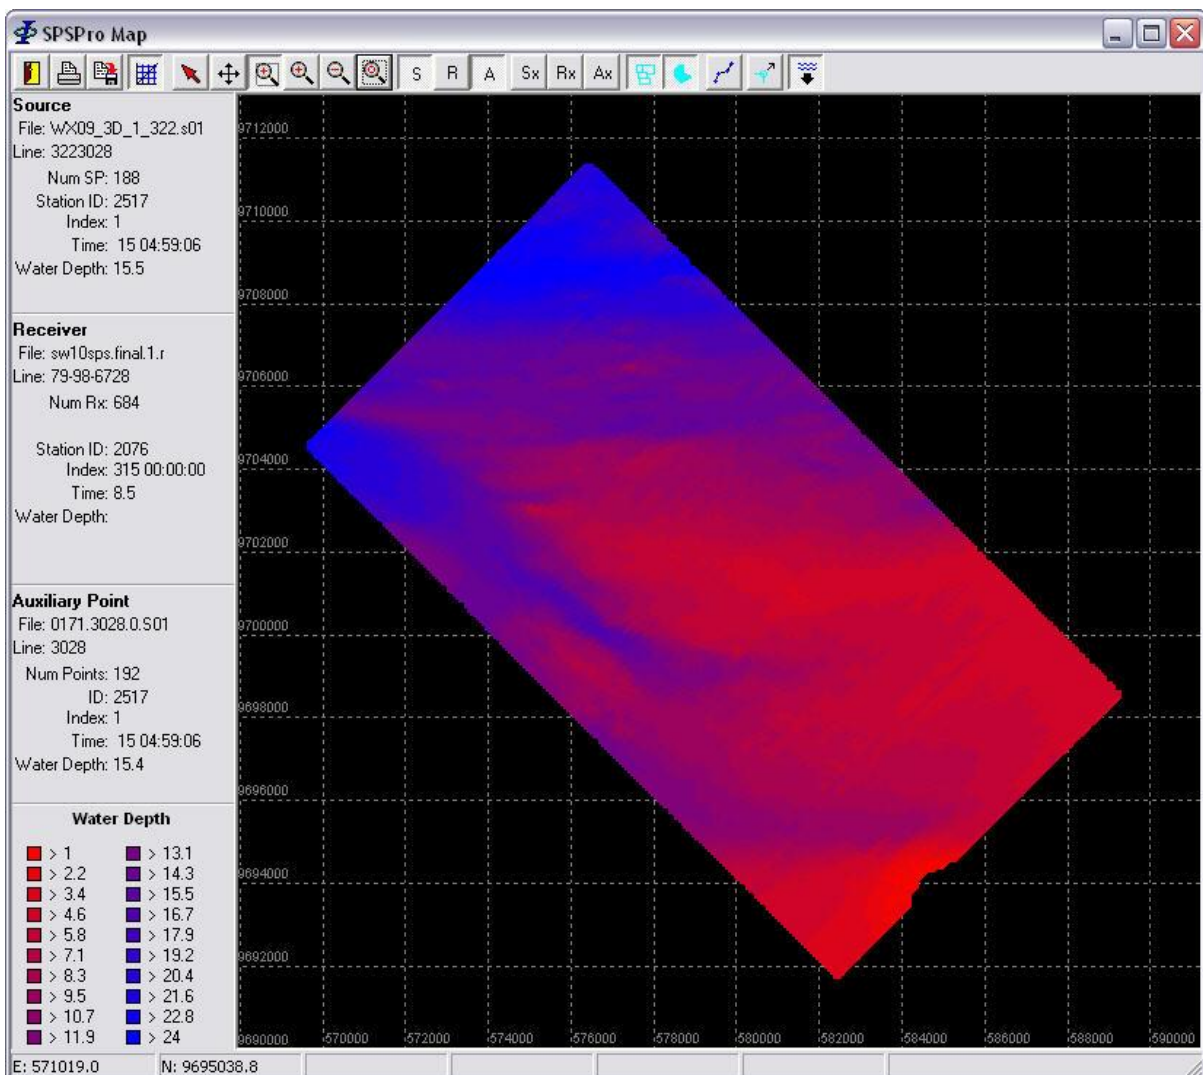 SPSPro Map
S R A Sx Rx Ax
Source
File: WX09_3D_1_322.s01
Line: 3223028
Num SP: 188
Station ID: 2517
Index: 1
Time: 15 04:59:06
Water Depth: 15.5
Receiver
File: sw10sps.final.1.r
Line: 79-98-6728
Num Rx: 684
Station ID: 2076
Index: 315 00:00:00
Time: 8.5
Water Depth:
Auxiliary Point
File: 0171.3028.0.S01
Line: 3028
Num Points: 192
ID: 2517
Index: 1
Time: 15 04:59:06
Water Depth: 15.4
Water Depth
> 1 > 13.1
> 2.2 > 14.3
> 3.4 > 15.5
> 4.6 > 16.7
> 5.8 > 17.9
> 7.1 > 19.2
> 8.3 > 20.4
> 9.5 > 21.6
> 10.7 > 22.8
> 11.9 > 24
9712000
9710000
9708000
9706000
9704000
9702000
9700000
9698000
9696000
9694000
9692000
9690000
570000 572000 574000 576000 578000 580000 582000 584000 586000 588000 590000
E: 571019.0 N: 9695038.8